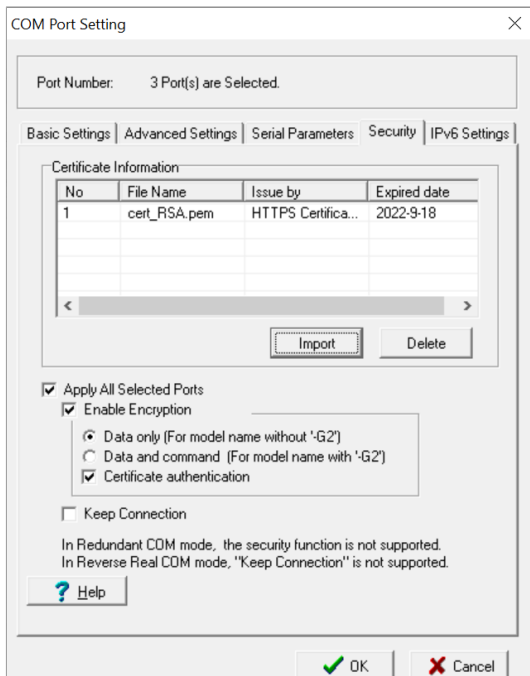 COM Port Setting
Port Number: 3 Port(s) are Selected.
Basic Settings Advanced Settings Serial Parameters Security IPv6 Settings
Certificate Information
No File Name Issue by Expired date
1 cert_RSA.pem HTTPS Certifica... 2022-9-18
Import Delete
Apply All Selected Ports
Enable Encryption
Data only (For model name without '-G2')
Data and command (For model name with '-G2')
Certificate authentication
Keep Connection
In Redundant COM mode, the security function is not supported.
In Reverse Real COM mode, "Keep Connection" is not supported.
? Help
OK Cancel